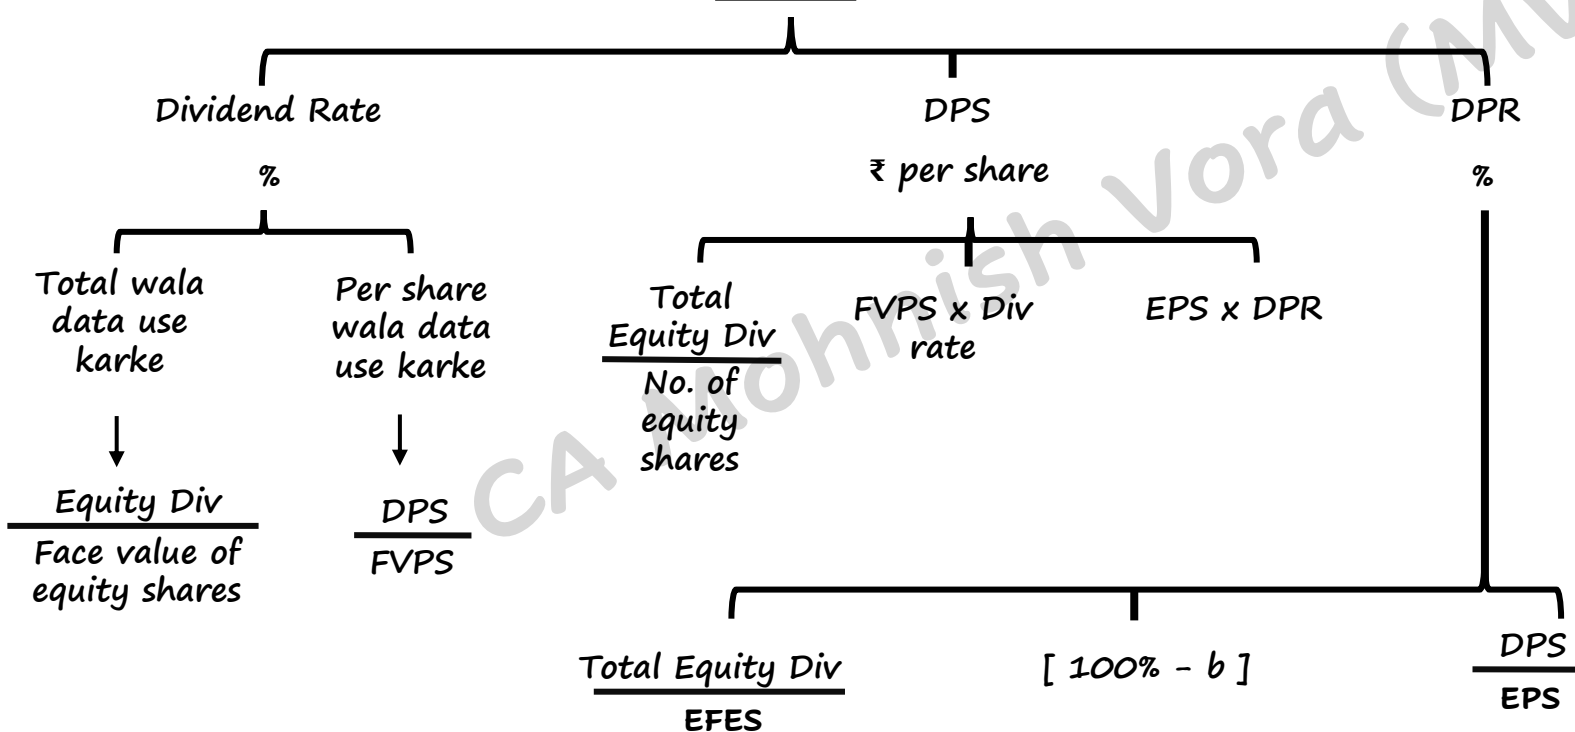 Dividend Rate
DPS
DPR
%
₹ per share
%
Total wala
data use
karke
Per share
wala data
use karke
Total
Equity Div
No. of
equity
shares
FVPS x Div
rate
EPS x DPR
Equity Div
Face value of
equity shares
DPS
FVPS
Total Equity Div
EFES
[ 100% - b ]
DPS
EPS
CA Mohnish Vora